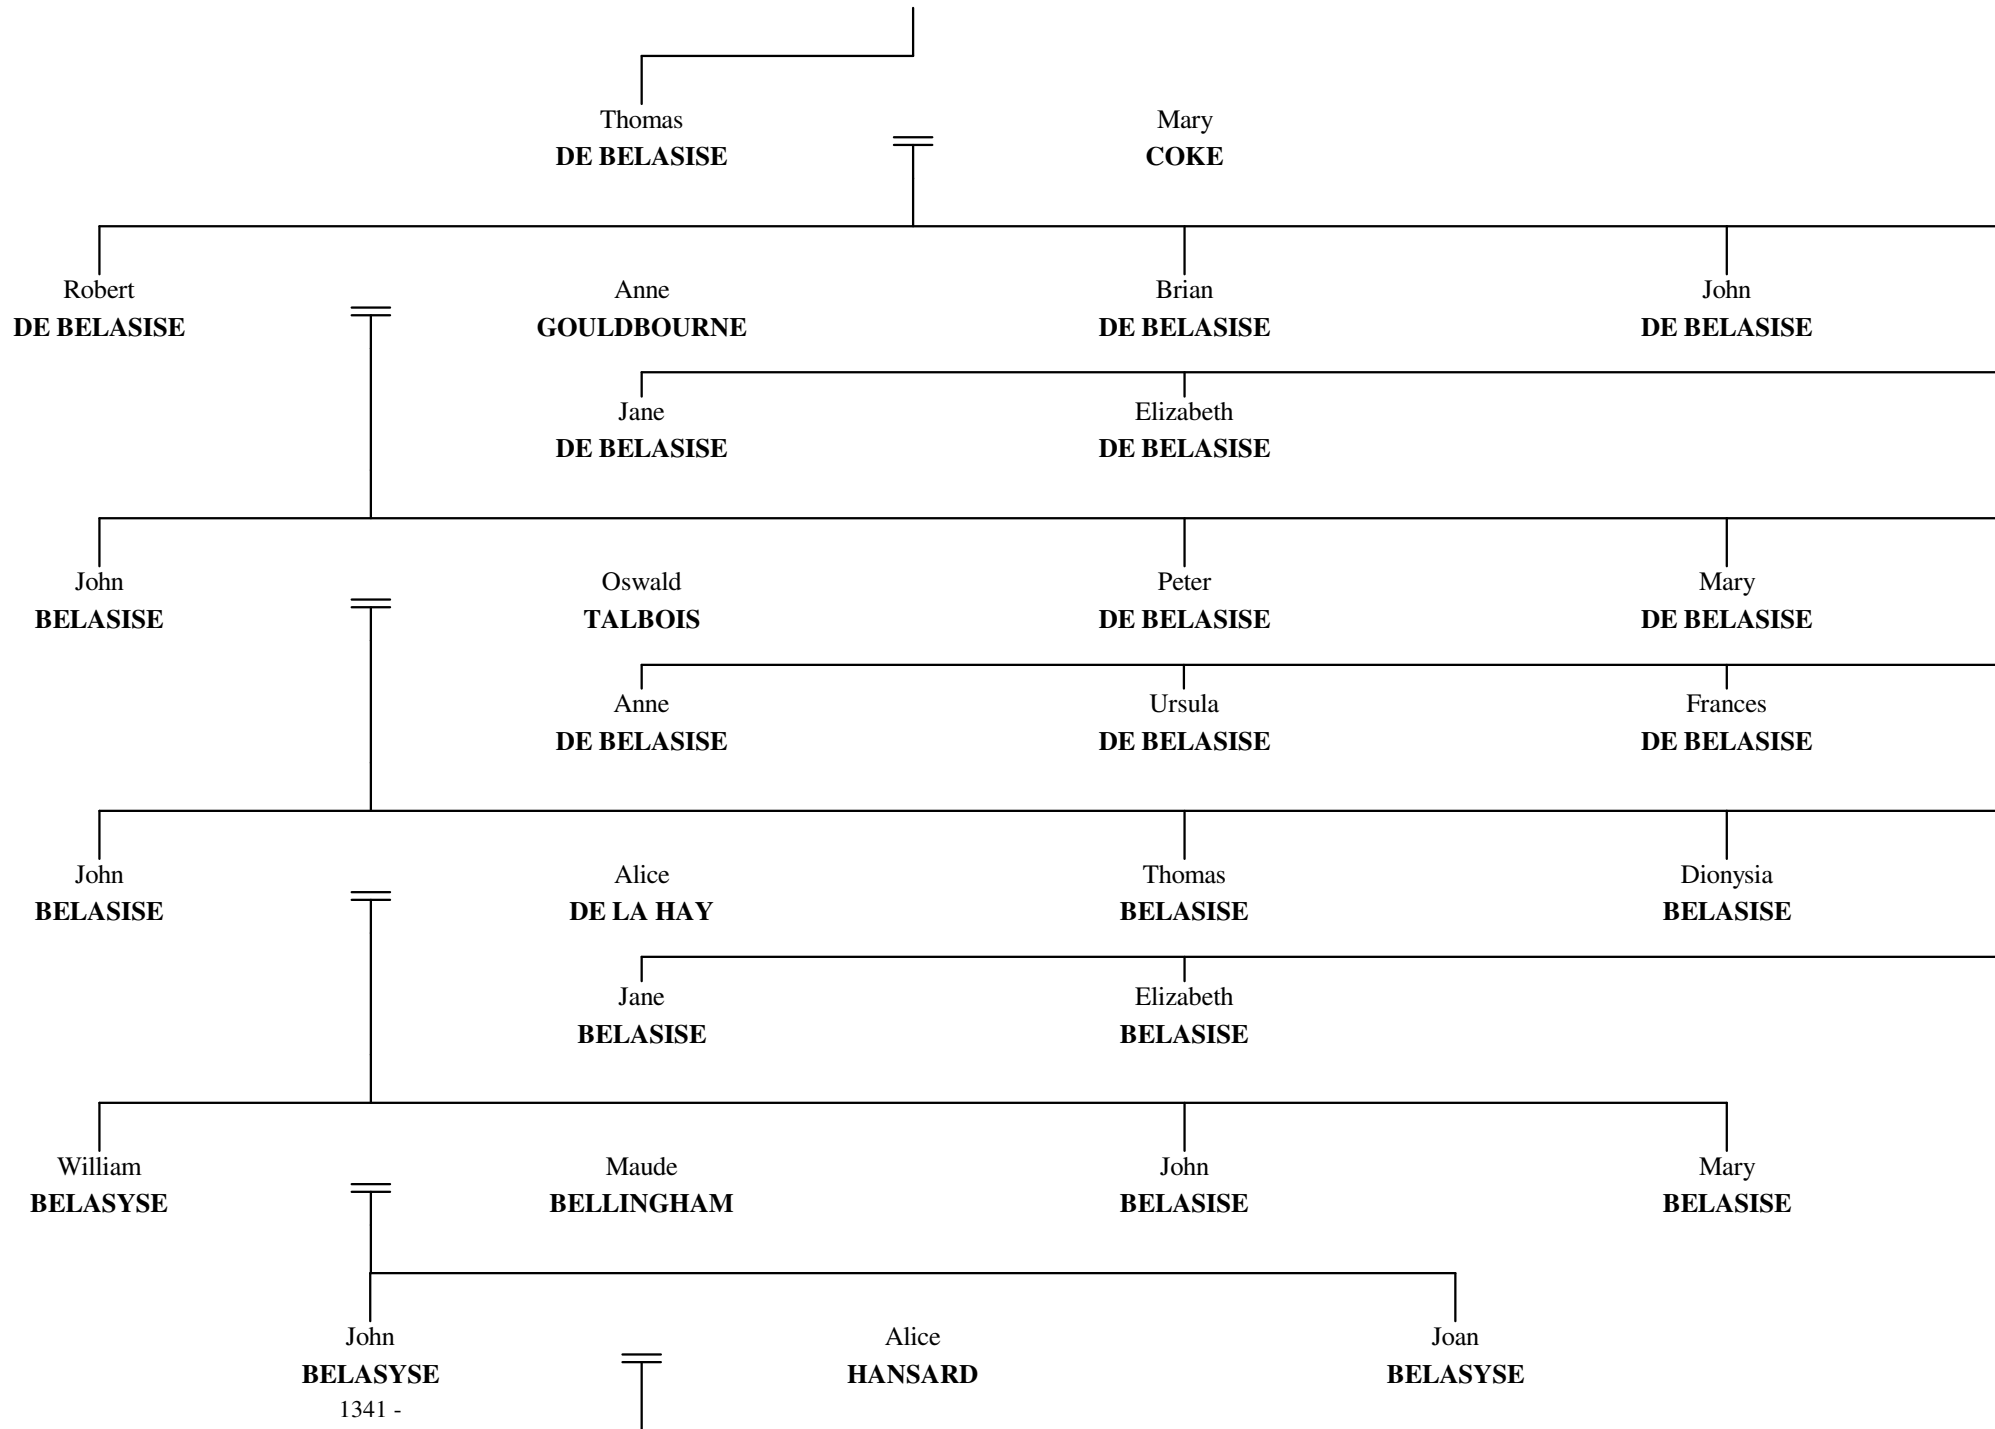 Thomas
DE BELASISE
Mary
COKE
Robert
DE BELASISE
Anne
GOULDBOURNE
Brian
DE BELASISE
John
DE BELASISE
Jane
DE BELASISE
Elizabeth
DE BELASISE
John
BELASISE
Oswald
TALBOIS
Peter
DE BELASISE
Mary
DE BELASISE
Anne
DE BELASISE
Ursula
DE BELASISE
Frances
DE BELASISE
John
BELASISE
Alice
DE LA HAY
Thomas
BELASISE
Dionysia
BELASISE
Jane
BELASISE
Elizabeth
BELASISE
William
BELASYSE
Maude
BELLINGHAM
John
BELASISE
Mary
BELASISE
John
BELASYSE
1341 -
Alice
HANSARD
Joan
BELASYSE